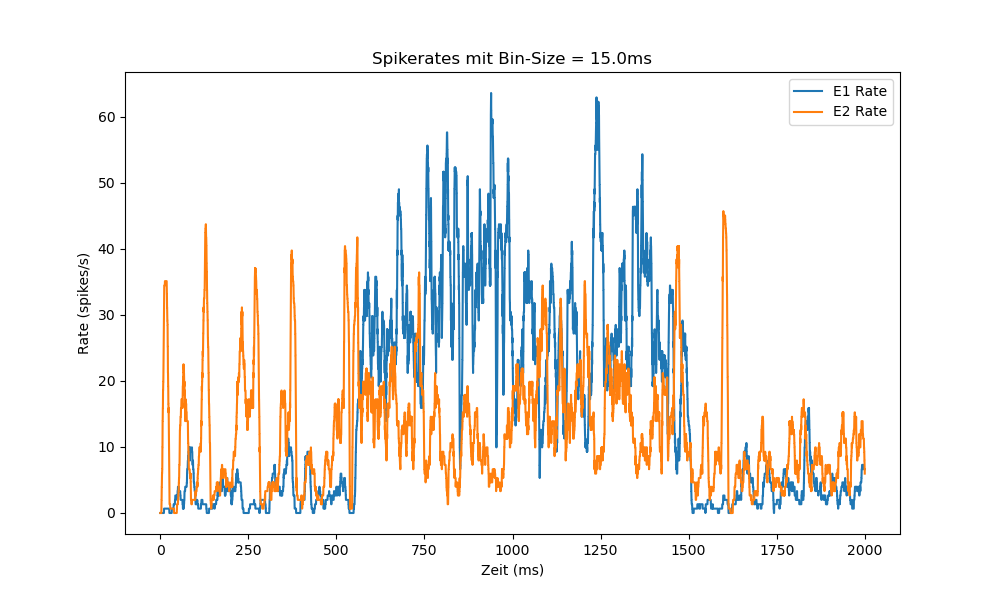 Spikerates mit Bin-Size = 15.0ms
E1 Rate
E2 Rate
60
50
40
30
20
10
0
Rate (spikes/s)
0 250 500 750 1000 1250 1500 1750 2000
Zeit (ms)